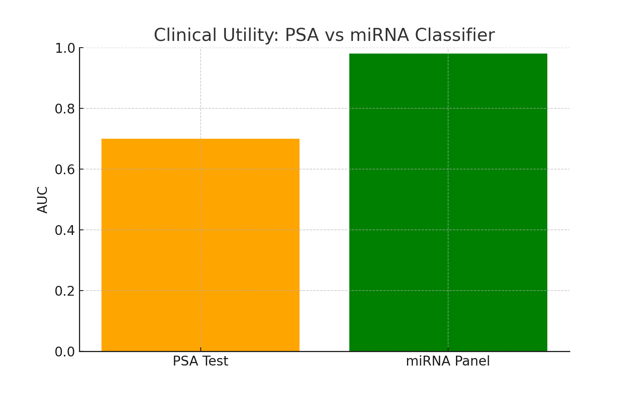 Clinical Utility: PSA vs miRNA Classifier
1.0
0.8
0.6
0.4
0.2
0.0
AUC
PSA Test
miRNA Panel